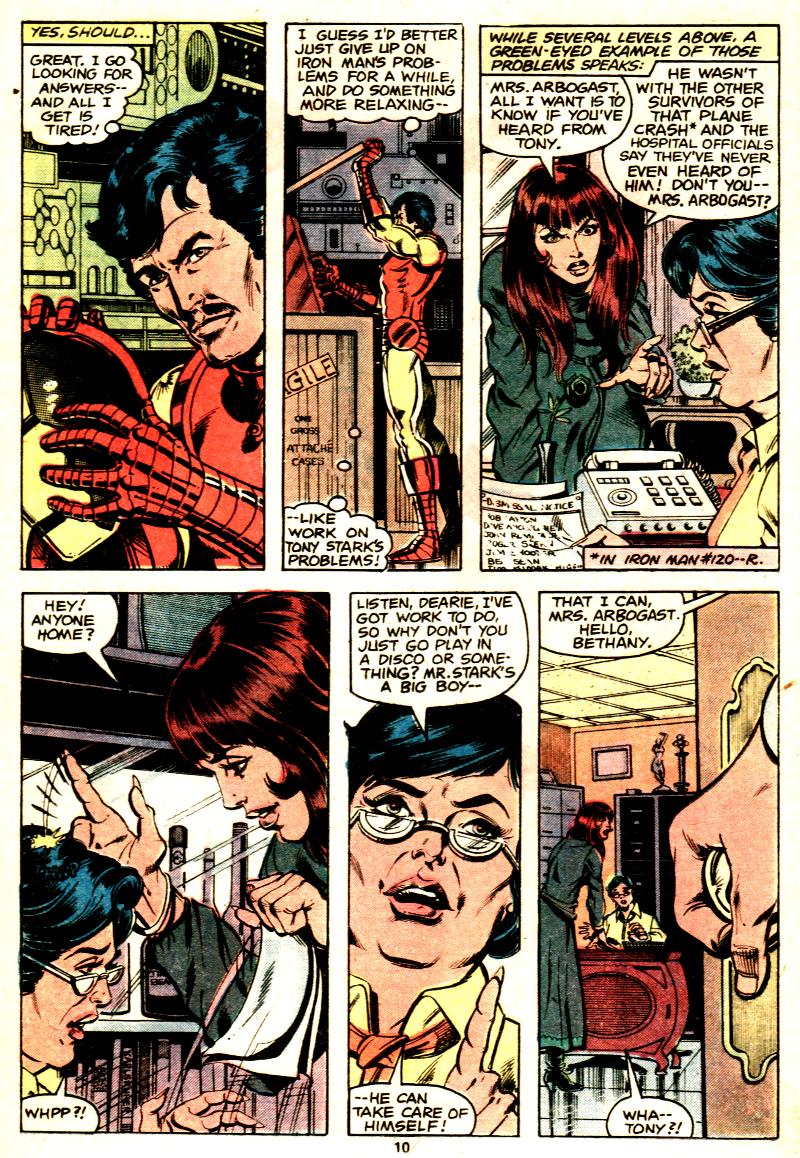 YES, SHOULD...
GREAT. I GO
LOOKING FOR
ANSWERS--
AND ALL I
GET IS
TIRED!
I GUESS I'D BETTER
JUST GIVE UP ON
IRON MAN'S PROB-
LEMS FOR A WHILE,
AND DO SOMETHING
MORE RELAXING--
GILE
ONE
GROSS
ATTACHÉ
CASES
--LIKE
WORK ON
TONY STARK'S
PROBLEMS!
WHILE SEVERAL LEVELS ABOVE, A
GREEN-EYED EXAMPLE OF THOSE
PROBLEMS SPEAKS:
MRS. ARBOGAST,
ALL I WANT IS TO
KNOW IF YOU'VE
HEARD FROM
TONY.
HE WASN'T
WITH THE OTHER
SURVIVORS OF
THAT PLANE
CRASH* AND THE
HOSPITAL OFFICIALS
SAY THEY'VE NEVER
EVEN HEARD OF
HIM! DON'T YOU--
MRS. ARBOGAST?
NOTICE
*IN IRON MAN #120--R.
HEY!
ANYONE
HOME?
WHPP?!
LISTEN, DEARIE, I'VE
GOT WORK TO DO,
SO WHY DON'T YOU
JUST GO PLAY IN
A DISCO OR SOME-
THING? MR. STARK'S
A BIG BOY--
--HE CAN
TAKE CARE OF
HIMSELF!
THAT I CAN,
MRS. ARBOGAST.
HELLO,
BETHANY.
WHA--
TONY?!
10